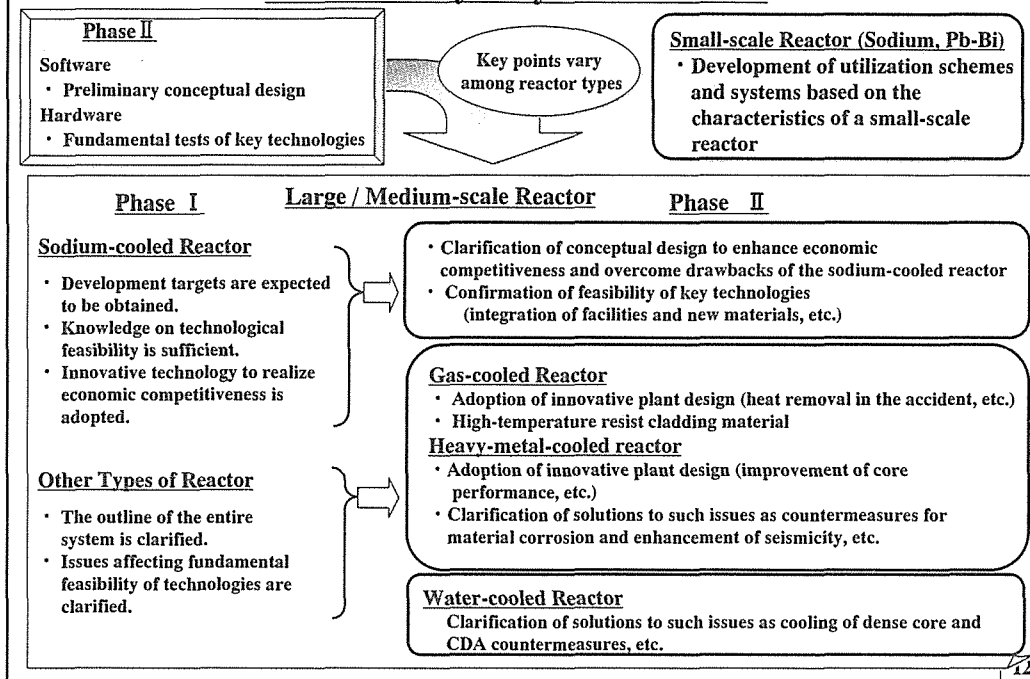 Phase II
Software
・ Preliminary conceptual design
Hardware
・ Fundamental tests of key technologies
Key points vary
among reactor types
Small-scale Reactor (Sodium, Pb-Bi)
・ Development of utilization schemes
and systems based on the
characteristics of a small-scale
reactor
Large / Medium-scale Reactor
Phase I
Phase II
Sodium-cooled Reactor
・ Development targets are expected
to be obtained.
・ Knowledge on technological
feasibility is sufficient.
・ Innovative technology to realize
economic competitiveness is
adopted.
・ Clarification of conceptual design to enhance economic
competitiveness and overcome drawbacks of the sodium-cooled reactor
・ Confirmation of feasibility of key technologies
(integration of facilities and new materials, etc.)
Other Types of Reactor
・ The outline of the entire
system is clarified.
・ Issues affecting fundamental
feasibility of technologies are
clarified.
Gas-cooled Reactor
・ Adoption of innovative plant design (heat removal in the accident, etc.)
・ High-temperature resist cladding material
Heavy-metal-cooled reactor
・ Adoption of innovative plant design (improvement of core
performance, etc.)
・ Clarification of solutions to such issues as countermeasures for
material corrosion and enhancement of seismicity, etc.
Water-cooled Reactor
Clarification of solutions to such issues as cooling of dense core and
CDA countermeasures, etc.
12